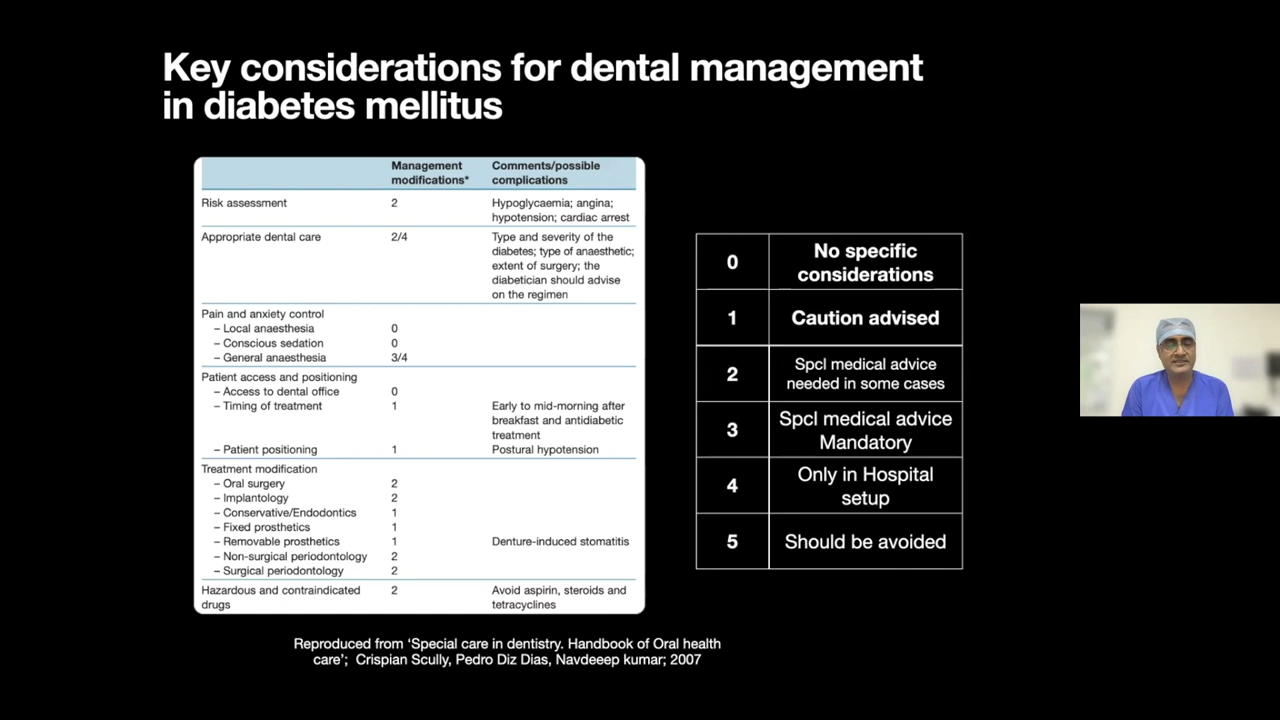 Key considerations for dental management
in diabetes mellitus
Management
modifications*
Comments/possible
complications
Risk assessment 2 Hypoglycaemia; angina;
hypotension; cardiac arrest
Appropriate dental care 2/4 Type and severity of the
diabetes; type of anaesthetic;
extent of surgery; the
diabetician should advise
on the regimen
Pain and anxiety control
– Local anaesthesia 0
– Conscious sedation 0
– General anaesthesia 3/4
Patient access and positioning
– Access to dental office 0
– Timing of treatment 1 Early to mid-morning after
breakfast and antidiabetic
treatment
– Patient positioning 1 Postural hypotension
Treatment modification
– Oral surgery 2
– Implantology 2
– Conservative/Endodontics 1
– Fixed prosthetics 1
– Removable prosthetics 1 Denture-induced stomatitis
– Non-surgical periodontology 2
– Surgical periodontology 2
Hazardous and contraindicated 2 Avoid aspirin, steroids and
drugs tetracyclines
0 No specific
considerations
1 Caution advised
2 Spcl medical advice
needed in some cases
3 Spcl medical advice
Mandatory
4 Only in Hospital
setup
5 Should be avoided
Reproduced from ‘Special care in dentistry. Handbook of Oral health
care’; Crispian Scully, Pedro Diz Dias, Navdeeep kumar; 2007